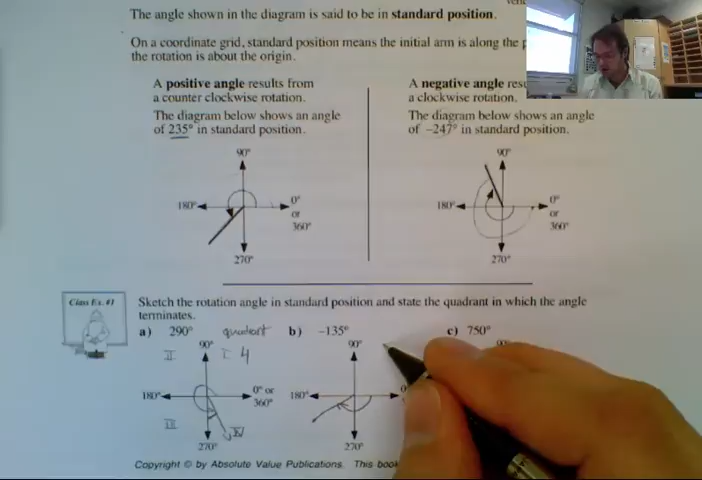 The angle shown in the diagram is said to be in standard position.
On a coordinate grid, standard position means the initial arm is along the
the rotation is about the origin.
A positive angle results from
a counter clockwise rotation.
The diagram below shows an angle
of 235° in standard position.
90°
180°
0°
or
360°
270°
A negative angle
a clockwise rotation.
The diagram below shows an angle
of −247° in standard position.
90°
180°
0°
or
360°
270°
Class Ex. #1
Sketch the rotation angle in standard position and state the quadrant in which the angle
terminates.
a) 290° quadrant b) −135° c) 750°
II 90° I 4
180° 0° or
360°
III IV
270°
90°
180°
270°
Copyright © by Absolute Value Publications. This book